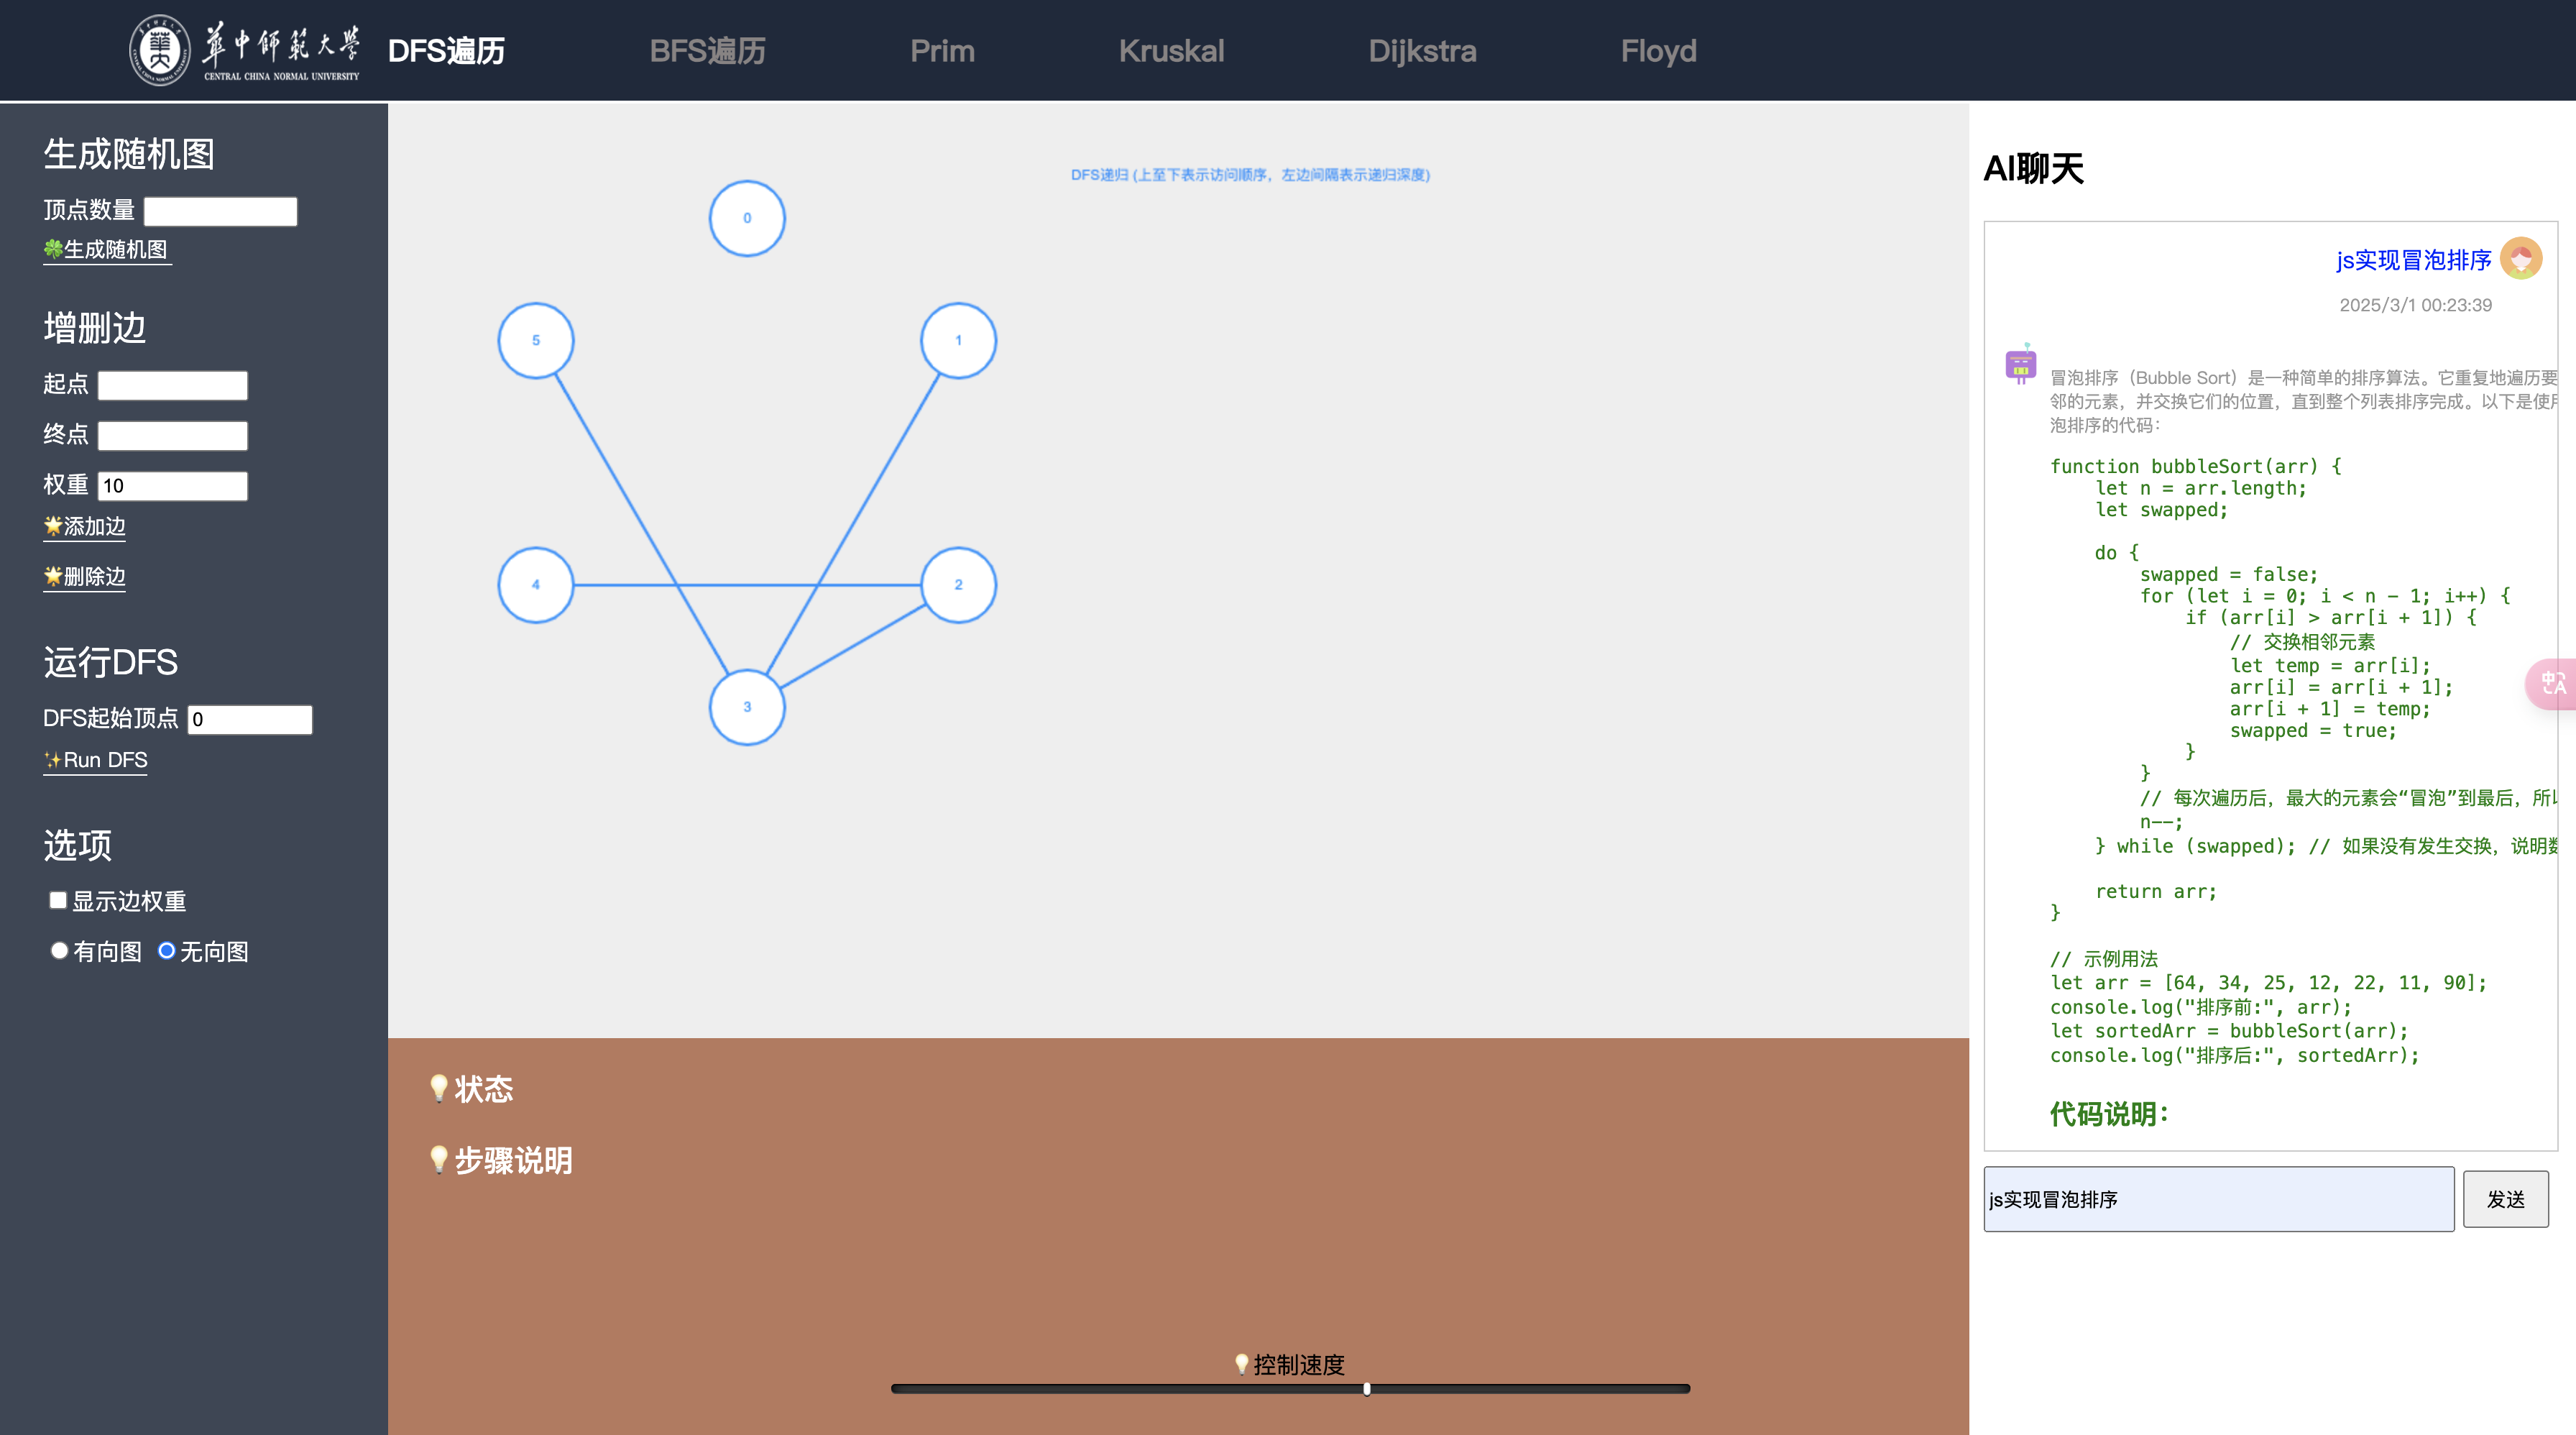 華中師範大學
CENTRAL CHINA NORMAL UNIVERSITY
DFS遍历
BFS遍历
Prim
Kruskal
Dijkstra
Floyd
生成随机图
顶点数量
🍀生成随机图
增删边
起点
终点
权重 10
🌟添加边
🌟删除边
运行DFS
DFS起始顶点 0
✨Run DFS
选项
显示边权重
有向图 无向图
DFS递归 (上至下表示访问顺序，左边间隔表示递归深度)
0
5
1
4
2
3
💡状态
💡步骤说明
💡控制速度
AI聊天
js实现冒泡排序
2025/3/1 00:23:39
冒泡排序（Bubble Sort）是一种简单的排序算法。它重复地遍历要
邻的元素，并交换它们的位置，直到整个列表排序完成。以下是使用
泡排序的代码：
function bubbleSort(arr) {
    let n = arr.length;
    let swapped;
    do {
        swapped = false;
        for (let i = 0; i < n - 1; i++) {
            if (arr[i] > arr[i + 1]) {
                // 交换相邻元素
                let temp = arr[i];
                arr[i] = arr[i + 1];
                arr[i + 1] = temp;
                swapped = true;
            }
        }
        // 每次遍历后，最大的元素会“冒泡”到最后，所以
        n--;
    } while (swapped); // 如果没有发生交换，说明数
    return arr;
}
// 示例用法
let arr = [64, 34, 25, 12, 22, 11, 90];
console.log("排序前:", arr);
let sortedArr = bubbleSort(arr);
console.log("排序后:", sortedArr);
代码说明：
js实现冒泡排序
发送
中A